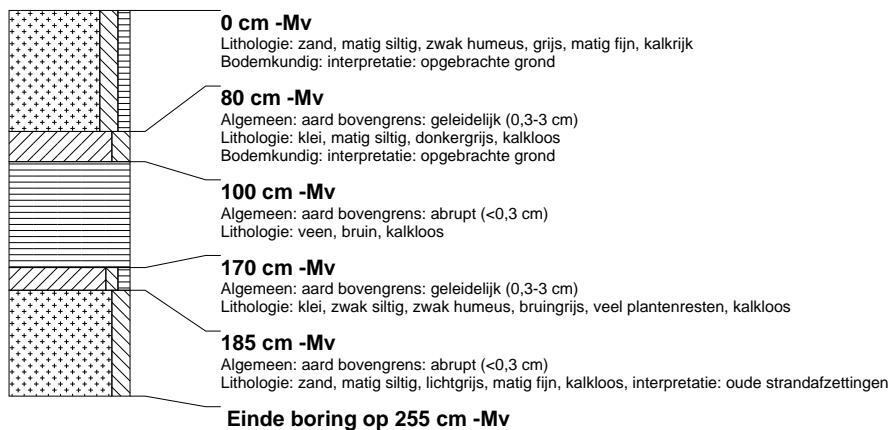 0 cm -Mv
Lithologie: zand, matig siltig, zwak humeus, grijs, matig fijn, kalkrijk
Bodemkundig: interpretatie: opgebrachte grond
80 cm -Mv
Algemeen: aard bovengrens: geleidelijk (0,3-3 cm)
Lithologie: klei, matig siltig, donkergrijs, kalkloos
Bodemkundig: interpretatie: opgebrachte grond
100 cm -Mv
Algemeen: aard bovengrens: abrupt (<0,3 cm)
Lithologie: veen, bruin, kalkloos
170 cm -Mv
Algemeen: aard bovengrens: geleidelijk (0,3-3 cm)
Lithologie: klei, zwak siltig, zwak humeus, bruingrijs, veel plantenresten, kalkloos
185 cm -Mv
Algemeen: aard bovengrens: abrupt (<0,3 cm)
Lithologie: zand, matig siltig, lichtgrijs, matig fijn, kalkloos, interpretatie: oude strandafzettingen
Einde boring op 255 cm -Mv